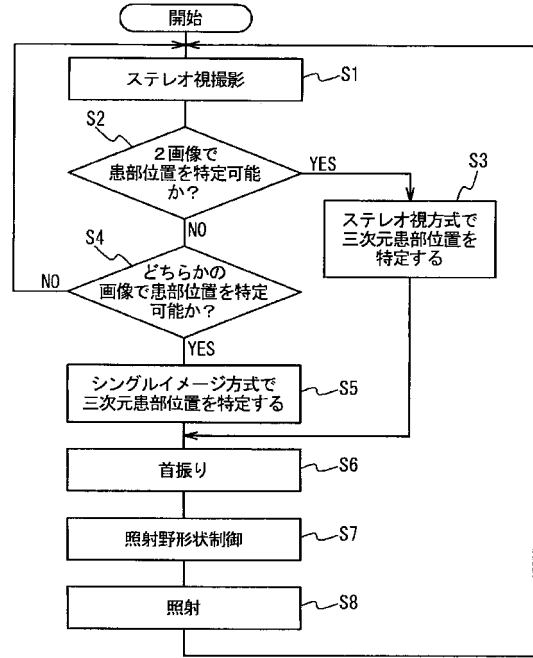 開始
ステレオ視撮影
S1
S2
2画像で
患部位置を特定可能
か？
YES
S3
ステレオ視方式で
三次元患部位置を
特定する
NO
S4
NO
どちらかの
画像で患部位置を特定
可能か？
YES
シングルイメージ方式で
三次元患部位置を特定する
S5
首振り
S6
照射野形状制御
S7
照射
S8